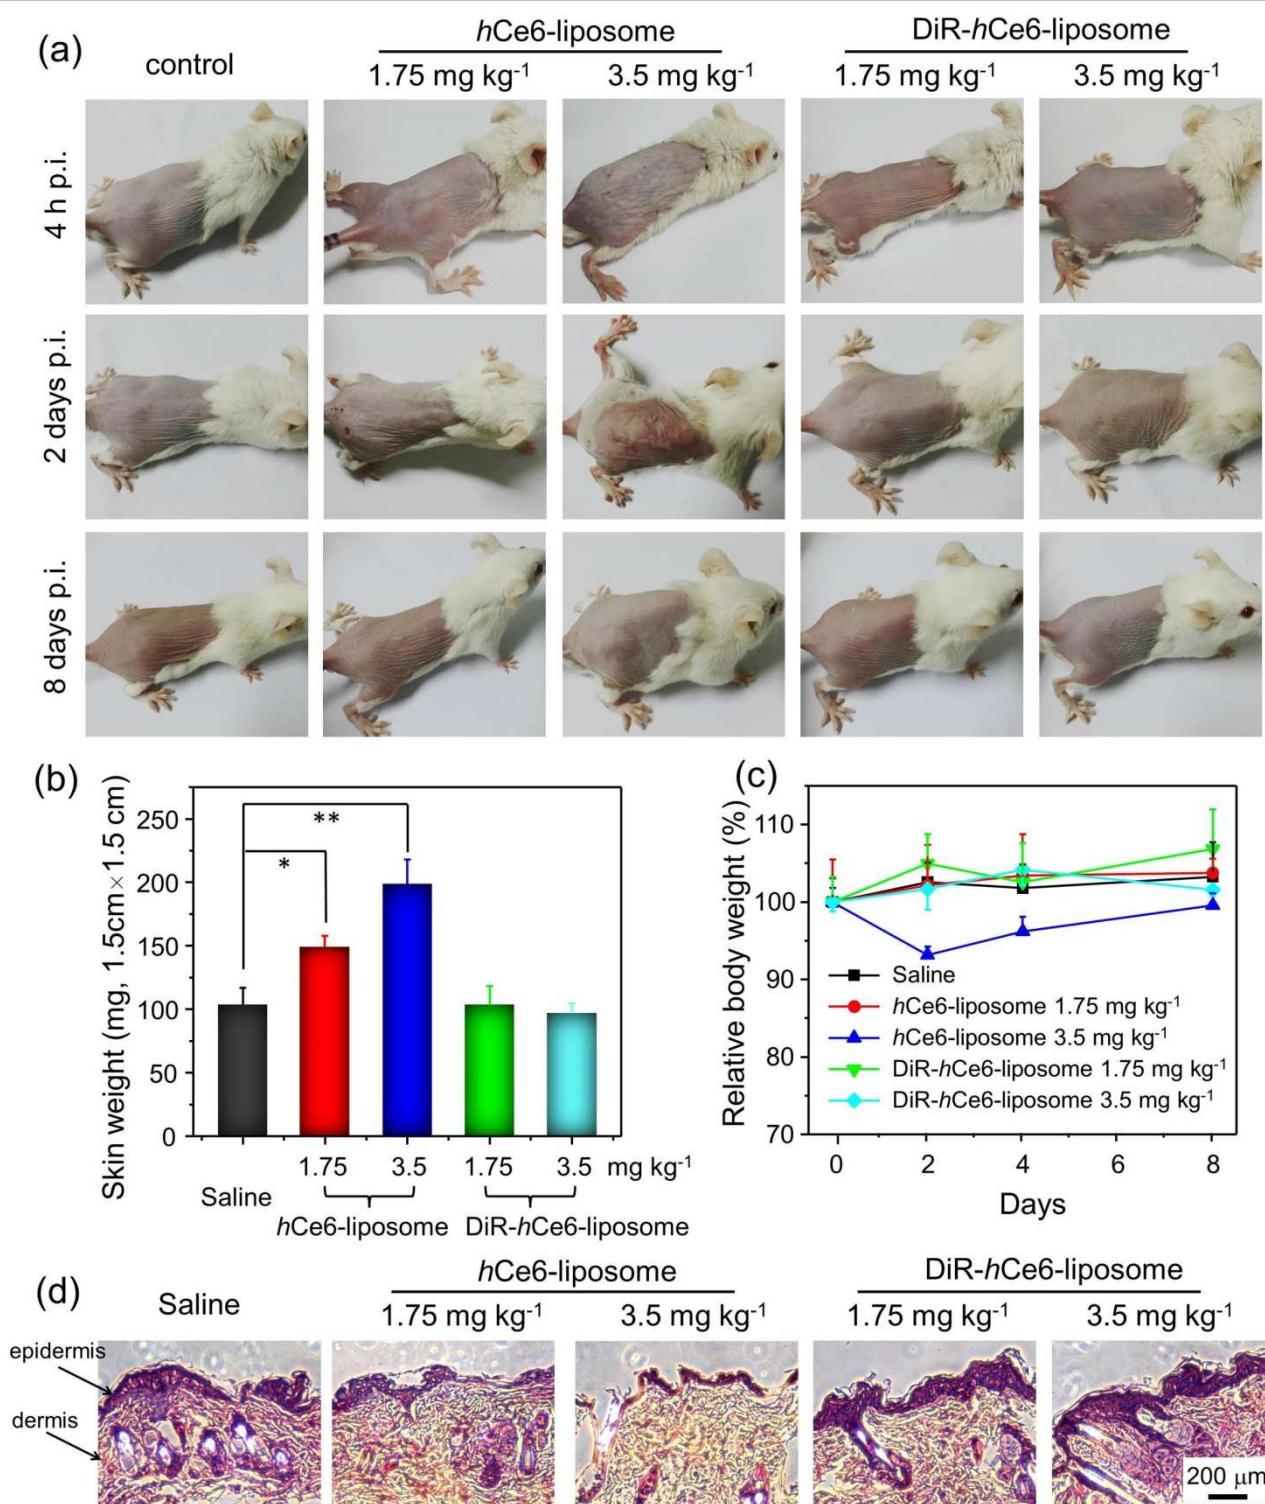 (a)
control
hCe6-liposome
DiR-hCe6-liposome
1.75 mg kg⁻¹
3.5 mg kg⁻¹
1.75 mg kg⁻¹
3.5 mg kg⁻¹
4 h p.i.
2 days p.i.
8 days p.i.
(b)
Skin weight (mg, 1.5cm×1.5 cm)
250
200
150
100
50
0
**
*
1.75
3.5
1.75
3.5
mg kg⁻¹
Saline
hCe6-liposome
DiR-hCe6-liposome
(c)
Relative body weight (%)
110
100
90
80
70
Saline
hCe6-liposome 1.75 mg kg⁻¹
hCe6-liposome 3.5 mg kg⁻¹
DiR-hCe6-liposome 1.75 mg kg⁻¹
DiR-hCe6-liposome 3.5 mg kg⁻¹
0
2
4
6
8
Days
(d)
Saline
hCe6-liposome
DiR-hCe6-liposome
1.75 mg kg⁻¹
3.5 mg kg⁻¹
1.75 mg kg⁻¹
3.5 mg kg⁻¹
epidermis
dermis
200 μm